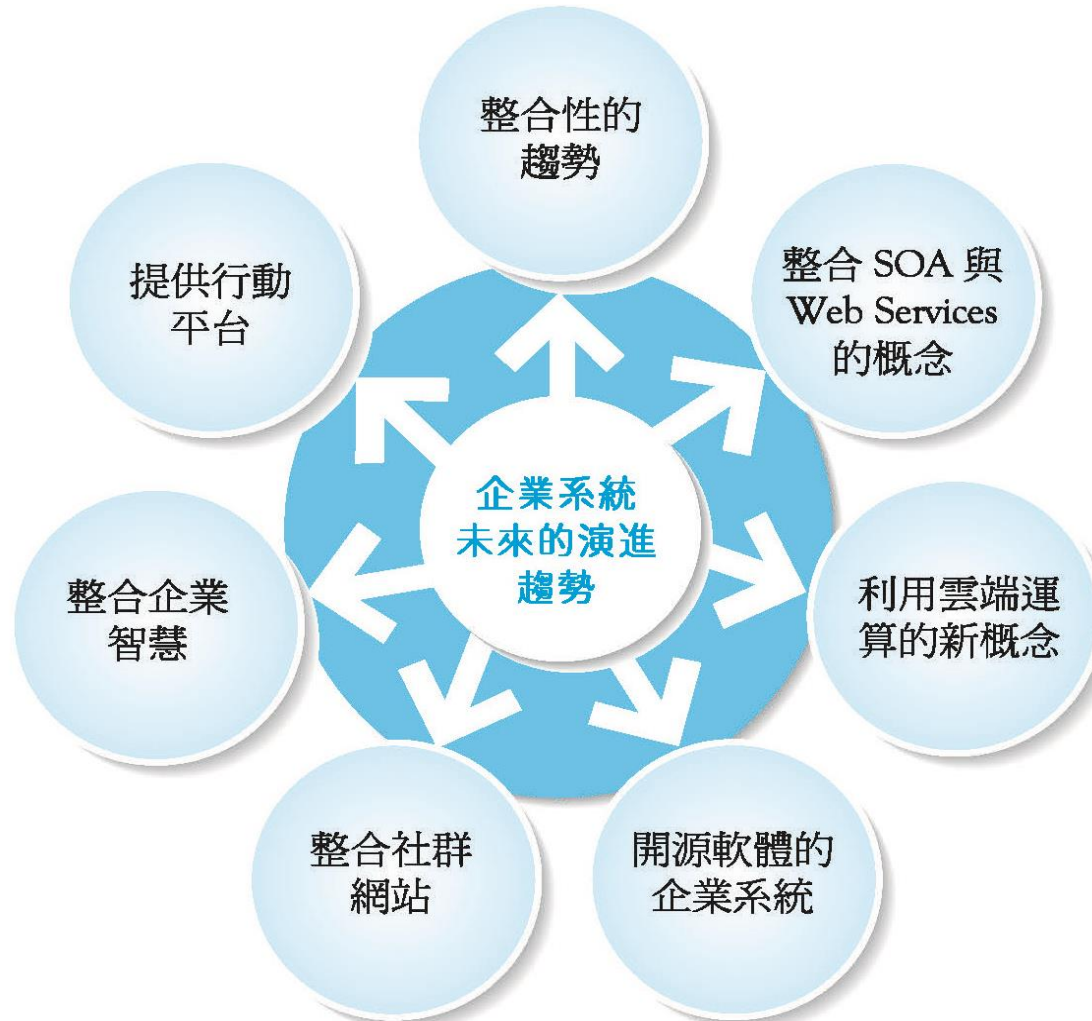 整合性的
趨勢
整合 SOA 與
Web Services
的概念
利用雲端運
算的新概念
開源軟體的
企業系統
整合社群
網站
整合企業
智慧
提供行動
平台
企業系統
未來的演進
趨勢